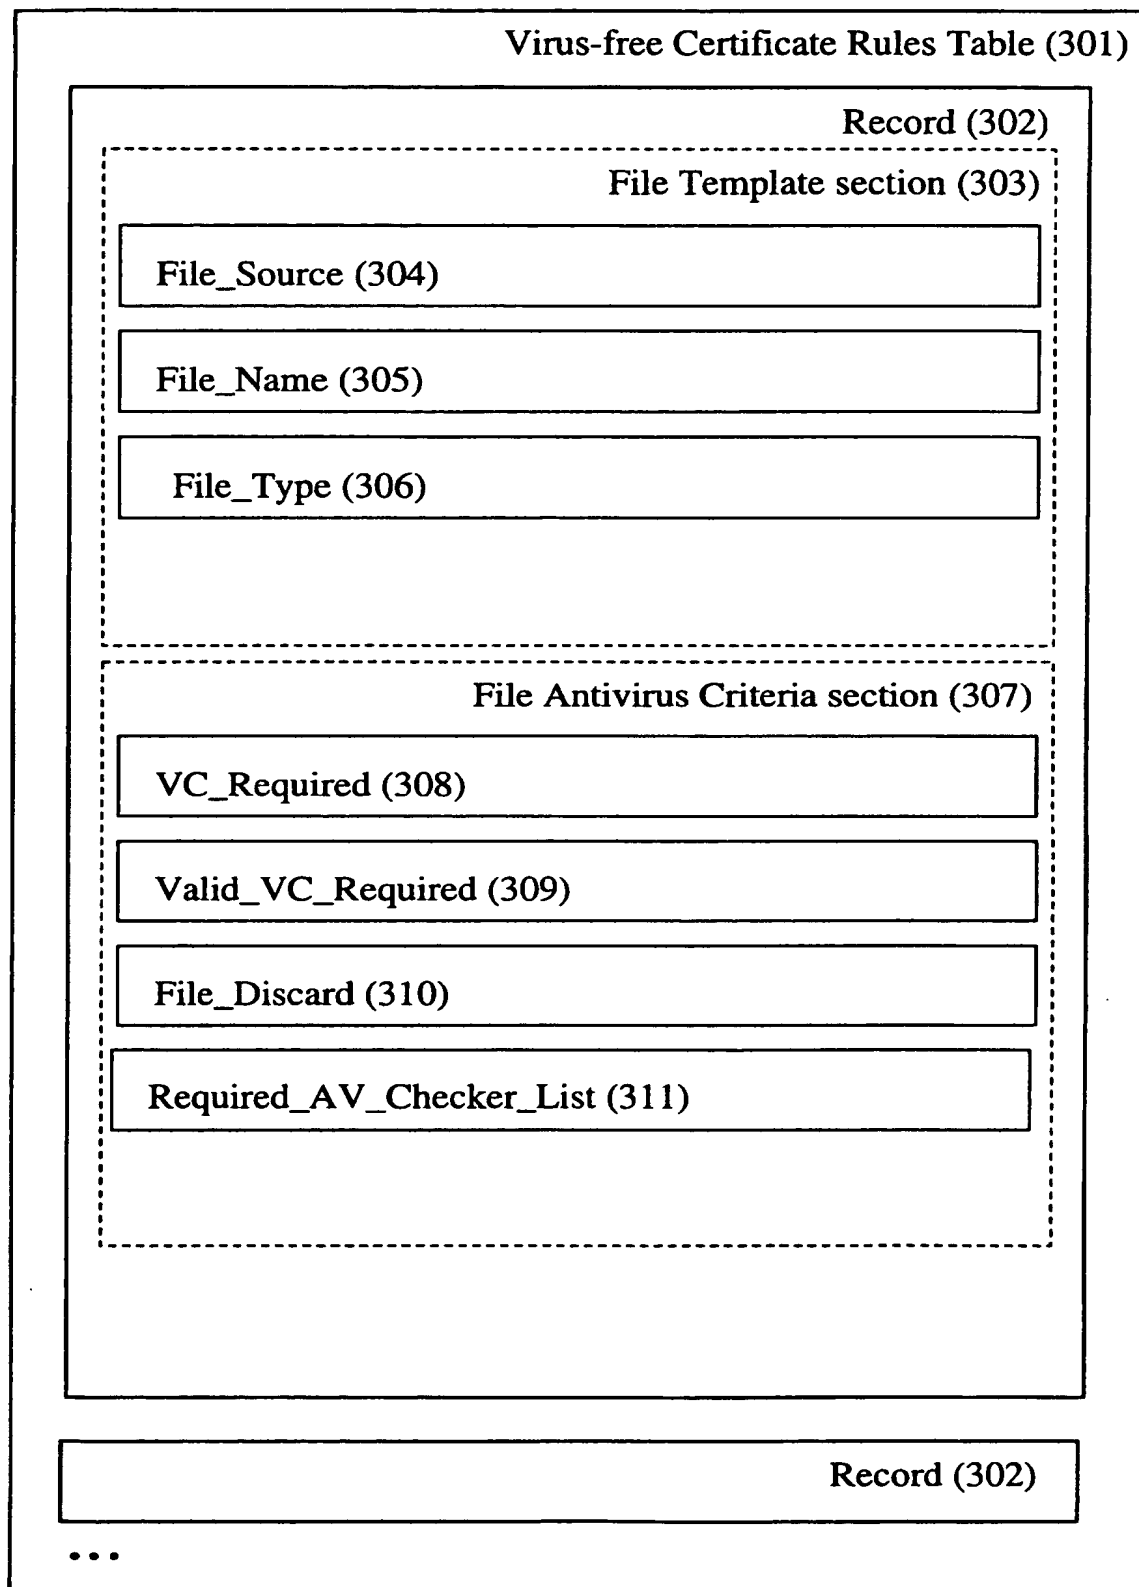 Virus-free Certificate Rules Table (301)
Record (302)
File Template section (303)
File_Source (304)
File_Name (305)
File_Type (306)
File Antivirus Criteria section (307)
VC_Required (308)
Valid_VC_Required (309)
File_Discard (310)
Required_AV_Checker_List (311)
Record (302)
...